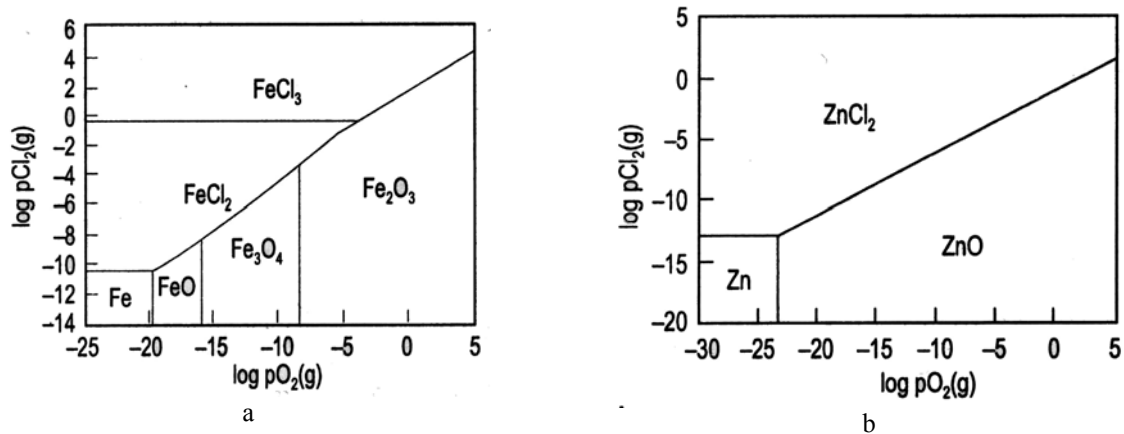 6
4
2
0
−2
−4
−6
−8
−10
−12
−14
log pCl₂(g)
FeCl₃
FeCl₂
Fe₂O₃
Fe₃O₄
FeO
Fe
−25 −20 −15 −10 −5 0 5
log pO₂(g)
a
5
0
−5
−10
−15
−20
log pCl₂(g)
ZnCl₂
ZnO
Zn
−30 −25 −20 −15 −10 −5 0 5
log pO₂(g)
b